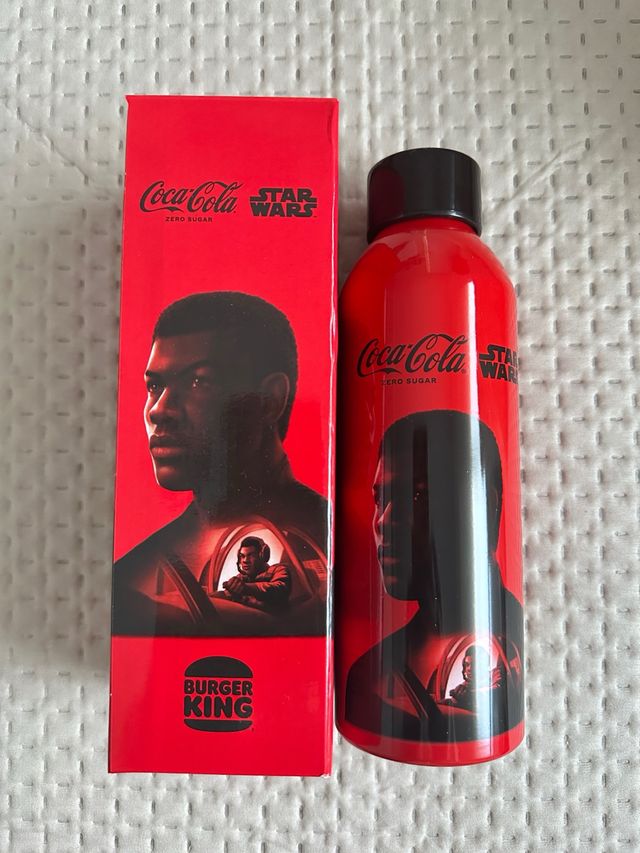 Coca-Cola
ZERO SUGAR
STAR
WARS
BURGER
KING
Coca-Cola
ZERO SUGAR
STAR
WARS